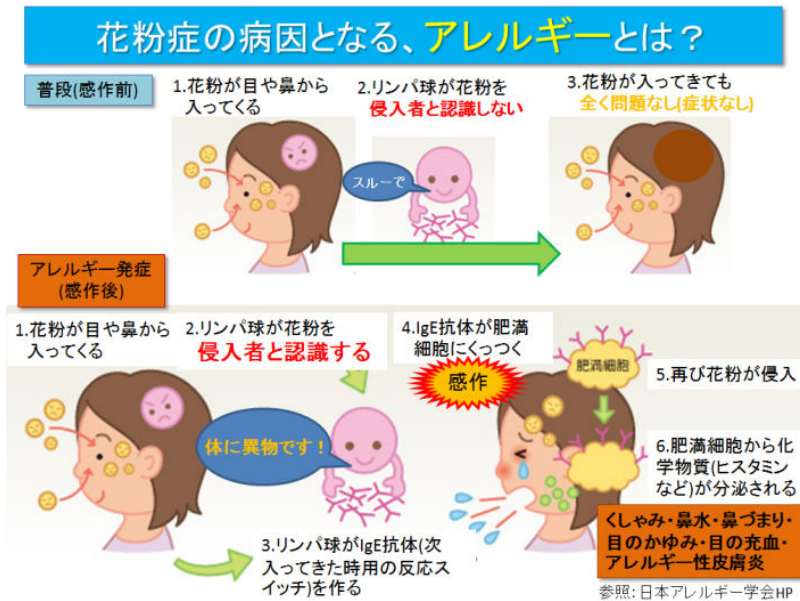 花粉症の病因となる、アレルギーとは？
普段(感作前)
1.花粉が目や鼻から
入ってくる
2.リンパ球が花粉を
侵入者と認識しない
3.花粉が入ってきても
全く問題なし(症状なし)
スルーで
アレルギー発症
(感作後)
1.花粉が目や鼻から
入ってくる
2.リンパ球が花粉を
侵入者と認識する
体に異物です！
3.リンパ球がIgE抗体(次
入ってきた時用の反応ス
イッチ)を作る
4.IgE抗体が肥満
細胞にくっつく
感作
肥満細胞
5.再び花粉が侵入
6.肥満細胞から化
学物質(ヒスタミン
など)が分泌される
くしゃみ・鼻水・鼻づまり・
目のかゆみ・目の充血・
アレルギー性皮膚炎
参照:日本アレルギー学会HP